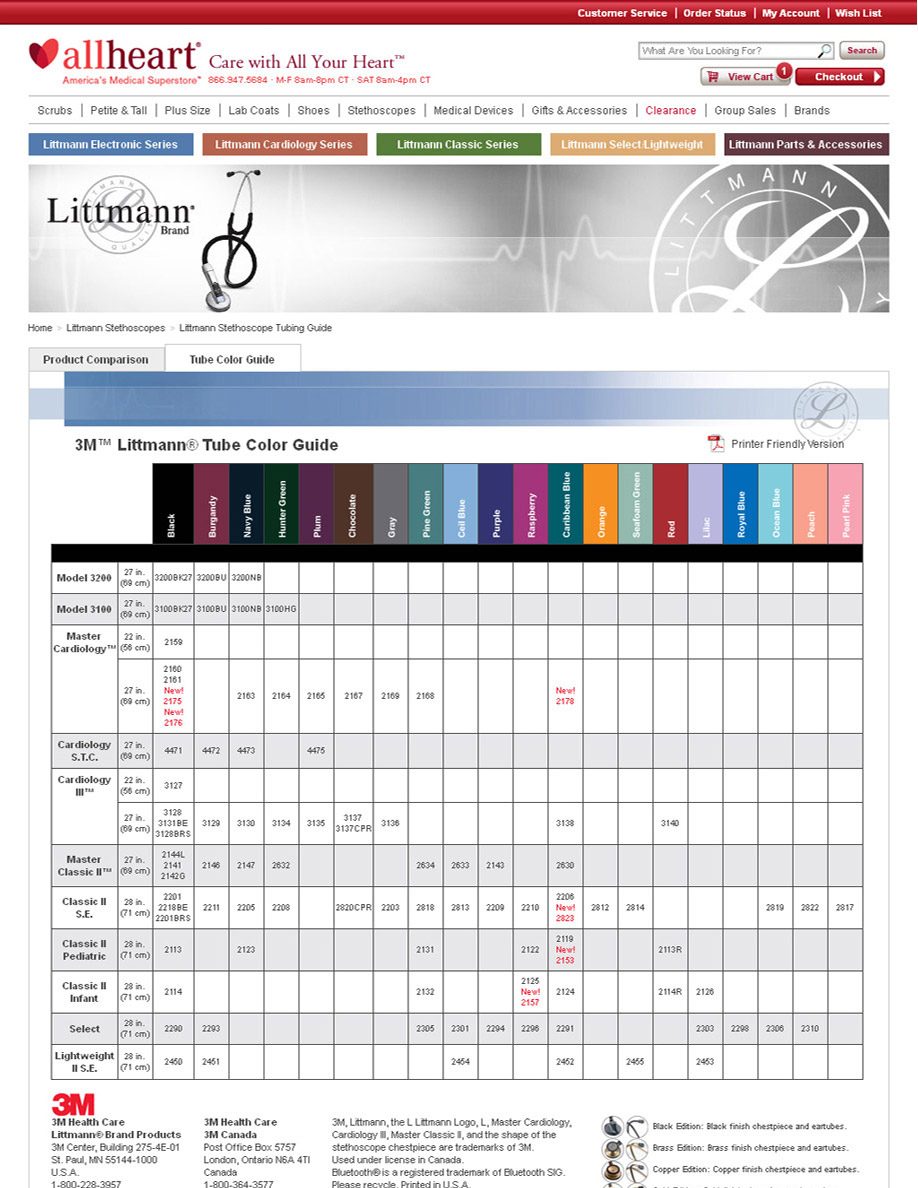 Customer Service | Order Status | My Account | Wish List
allheart® Care with All Your Heart™
America's Medical Superstore™ 866.947.5684 · M-F 8am-8pm CT · SAT 8am-4pm CT
What Are You Looking For? Search
View Cart 1 Checkout
Scrubs | Petite & Tall | Plus Size | Lab Coats | Shoes | Stethoscopes | Medical Devices | Gifts & Accessories | Clearance | Group Sales | Brands
Littmann Electronic Series Littmann Cardiology Series Littmann Classic Series Littmann Select/Lightweight Littmann Parts & Accessories
LITTMANN
Littmann®
Brand
QUALITY
LITTMANN
Home > Littmann Stethoscopes > Littmann Stethoscope Tubing Guide
Product Comparison Tube Color Guide
3M™ Littmann® Tube Color Guide Printer Friendly Version
Black Burgandy Navy Blue Hunter Green Plum Chocolate Gray Pine Green Ceil Blue Purple Raspberry Caribbean Blue Orange Seafoam Green Red Lilac Royal Blue Ocean Blue Peach Pearl Pink
Model 3200 27 in. (69 cm) 3200BK27 3200BU 3200NB
Model 3100 27 in. (69 cm) 3100BK27 3100BU 3100NB 3100HG
Master Cardiology™ 22 in. (56 cm) 2159
27 in. (69 cm) 2160 2161 New! 2175 New! 2176 2163 2164 2165 2167 2169 2168 New! 2178
Cardiology S.T.C. 27 in. (69 cm) 4471 4472 4473 4475
Cardiology III™ 22 in. (56 cm) 3127
27 in. (69 cm) 3128 3131BE 3128BRS 3129 3130 3134 3135 3137 3137CPR 3136 3138 3140
Master Classic II™ 27 in. (69 cm) 2144L 2141 2142G 2146 2147 2632 2634 2633 2143 2630
Classic II S.E. 28 in. (71 cm) 2201 2218BE 2201BRS 2211 2205 2208 2820CPR 2203 2818 2813 2209 2210 2206 New! 2823 2812 2814 2819 2822 2817
Classic II Pediatric 28 in. (71 cm) 2113 2123 2131 2122 2119 New! 2153 2113R
Classic II Infant 28 in. (71 cm) 2114 2132 2125 New! 2157 2124 2114R 2126
Select 28 in. (71 cm) 2290 2293 2305 2301 2294 2296 2291 2303 2298 2306 2310
Lightweight II S.E. 28 in. (71 cm) 2450 2451 2454 2452 2455 2453
3M
3M Health Care
Littmann® Brand Products
3M Center, Building 275-4E-01
St. Paul, MN 55144-1000
U.S.A.
1-800-228-3957
3M Health Care
3M Canada
Post Office Box 5757
London, Ontario N6A 4TI
Canada
1-800-364-3577
3M, Littmann, the L Littmann Logo, L, Master Cardiology,
Cardiology III, Master Classic II, and the shape of the
stethoscope chestpiece are trademarks of 3M.
Used under license in Canada.
Bluetooth® is a registered trademark of Bluetooth SIG.
Please recycle. Printed in U.S.A.
Black Edition: Black finish chestpiece and eartubes.
Brass Edition: Brass finish chestpiece and eartubes.
Copper Edition: Copper finish chestpiece and eartubes.